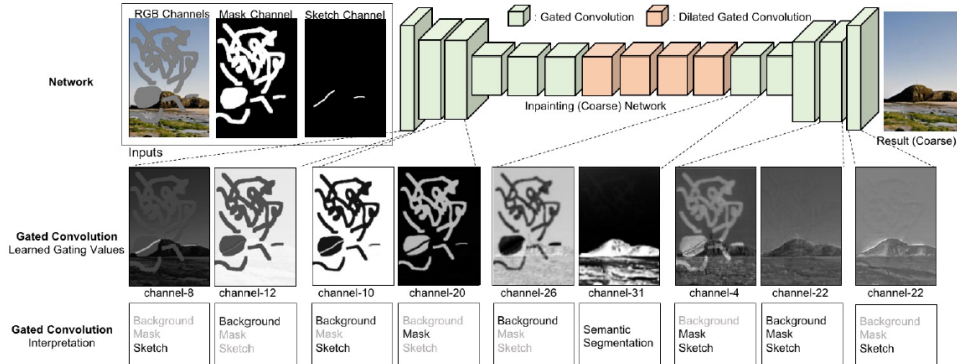 RGB Channels Mask Channel Sketch Channel
: Gated Convolution : Dilated Gated Convolution
Network
Inpainting (Coarse) Network
Result (Coarse)
Inputs
Gated Convolution
Learned Gating Values
channel-8 channel-12 channel-10 channel-20 channel-26 channel-31 channel-4 channel-22 channel-22
Gated Convolution
Interpretation
Background Background Background Background Background Semantic Background Background Background
Mask Mask Mask Mask Mask Segmentation Mask Mask Mask
Sketch Sketch Sketch Sketch Sketch Sketch Sketch Sketch